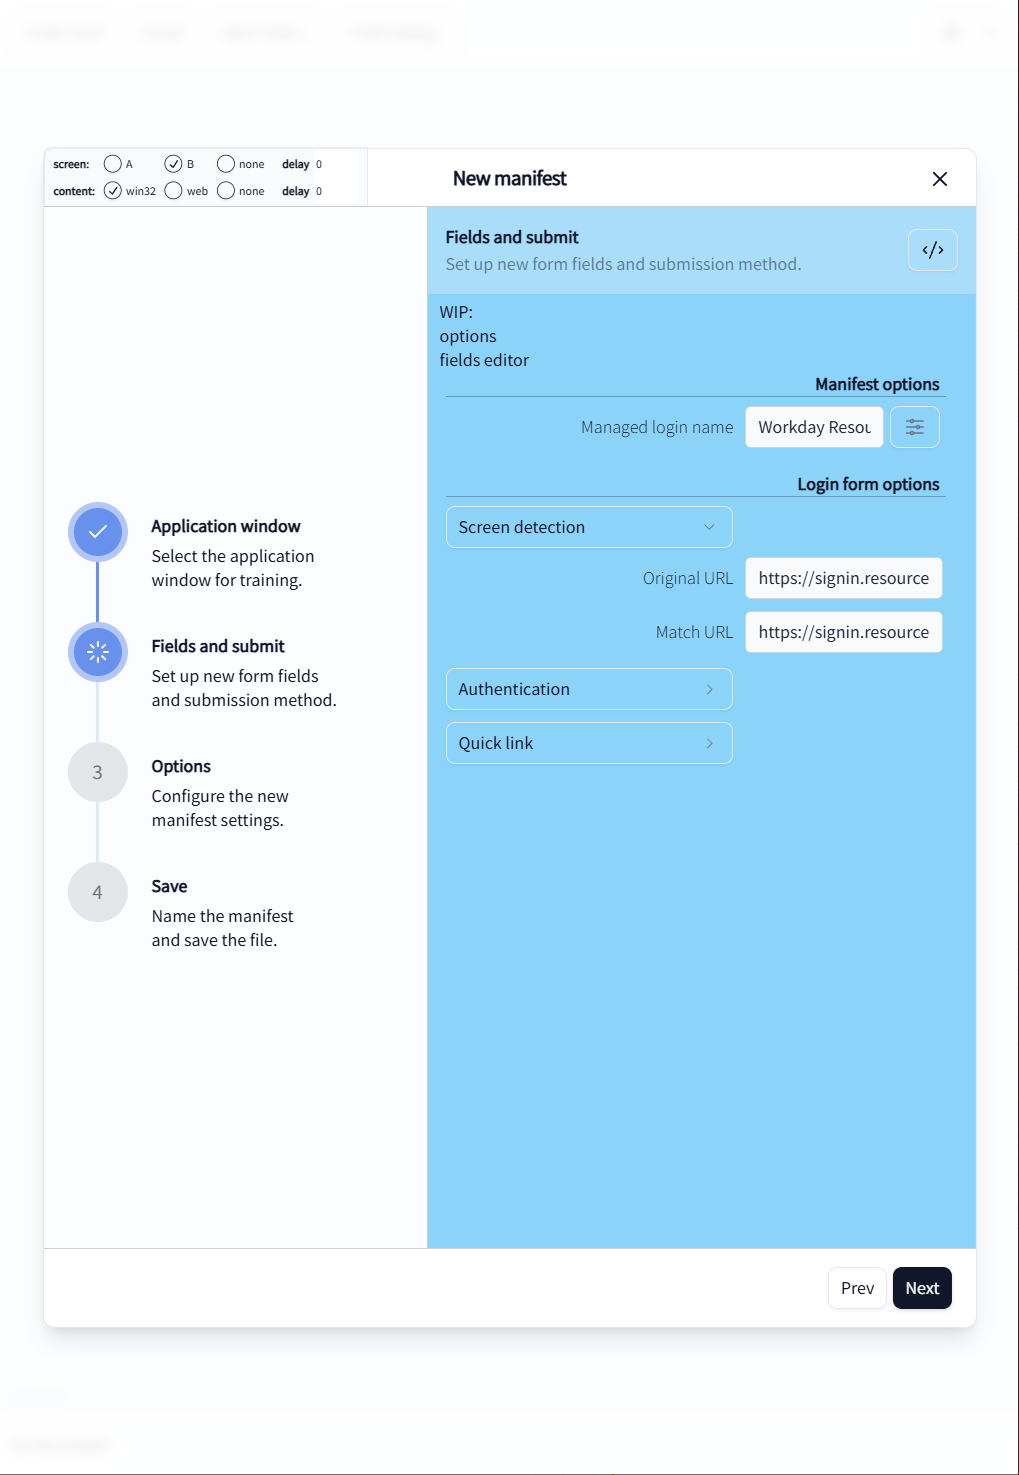 screen: A B none delay 0
content: win32 web none delay 0
New manifest
Fields and submit
Set up new form fields and submission method.
</>
WIP:
options
fields editor
Manifest options
Managed login name Workday Resou
Login form options
Screen detection
Original URL https://signin.resource
Match URL https://signin.resource
Authentication
Quick link
Application window
Select the application
window for training.
Fields and submit
Set up new form fields
and submission method.
3 Options
Configure the new
manifest settings.
4 Save
Name the manifest
and save the file.
Prev Next